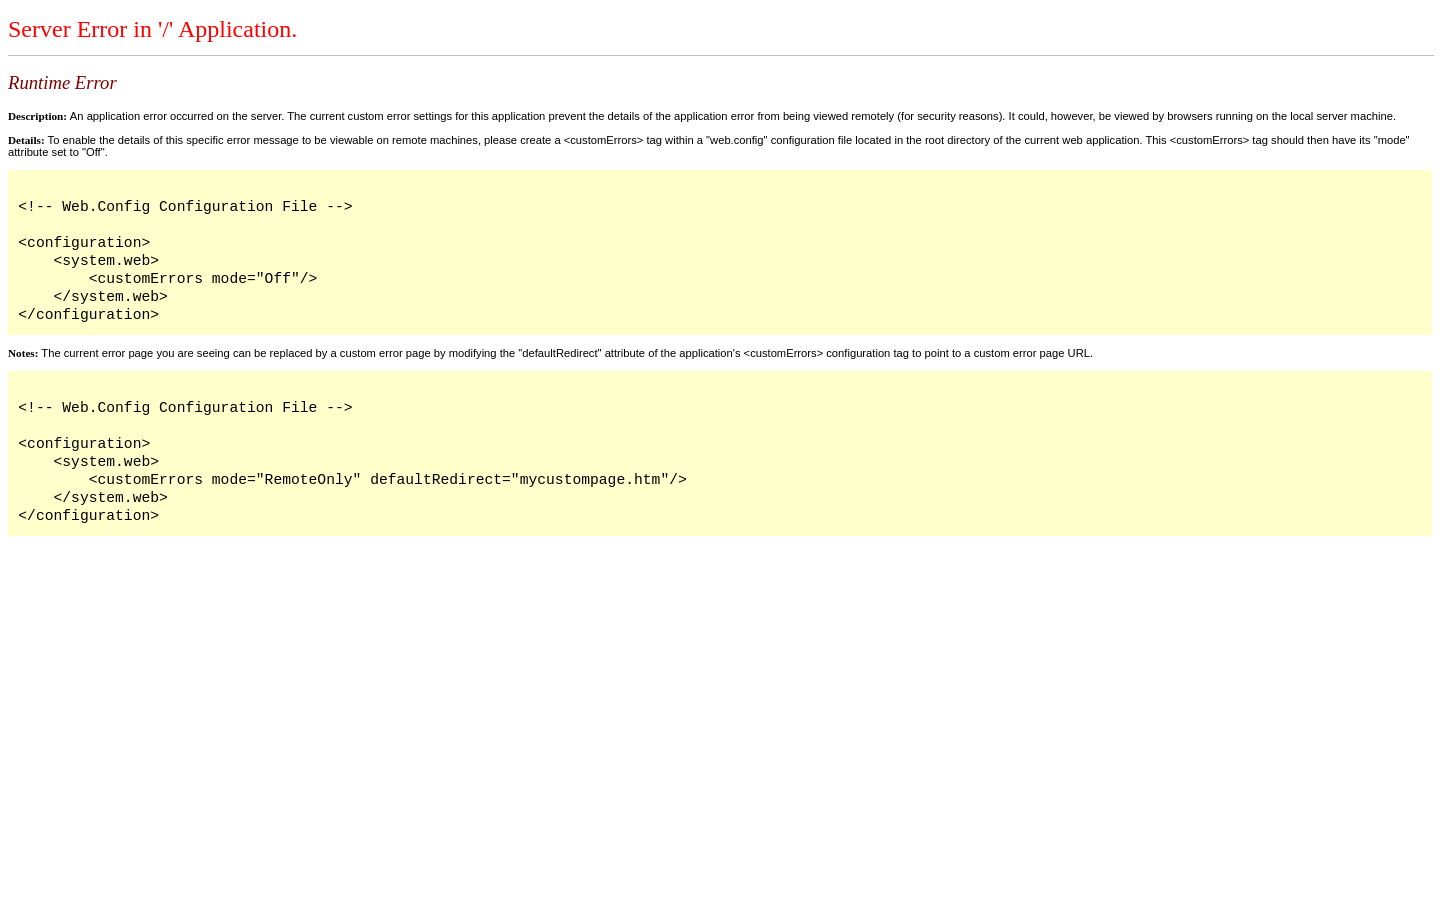 Server Error in '/' Application.
Runtime Error
Description: An application error occurred on the server. The current custom error settings for this application prevent the details of the application error from being viewed remotely (for security reasons). It could, however, be viewed by browsers running on the local server machine.
Details: To enable the details of this specific error message to be viewable on remote machines, please create a <customErrors> tag within a "web.config" configuration file located in the root directory of the current web application. This <customErrors> tag should then have its "mode"
attribute set to "Off".
<!-- Web.Config Configuration File -->
<configuration>
    <system.web>
        <customErrors mode="Off"/>
    </system.web>
</configuration>
Notes: The current error page you are seeing can be replaced by a custom error page by modifying the "defaultRedirect" attribute of the application's <customErrors> configuration tag to point to a custom error page URL.
<!-- Web.Config Configuration File -->
<configuration>
    <system.web>
        <customErrors mode="RemoteOnly" defaultRedirect="mycustompage.htm"/>
    </system.web>
</configuration>